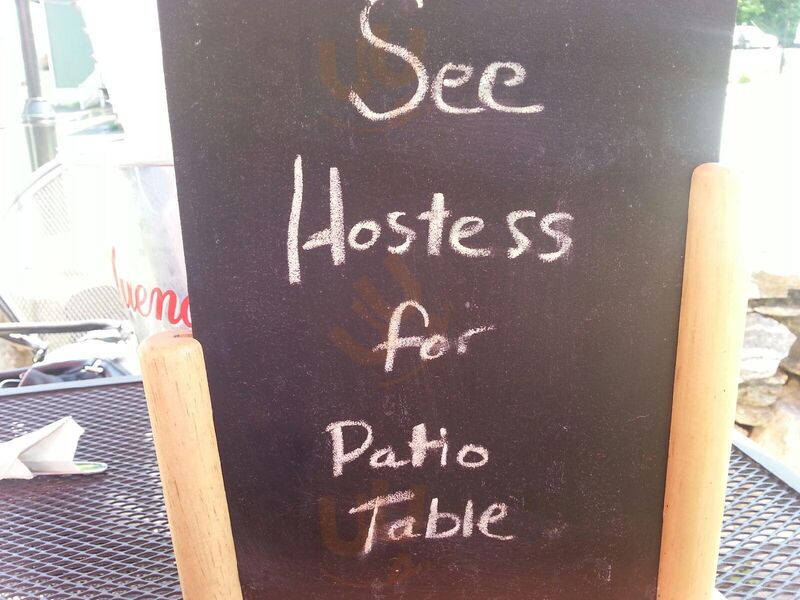 See
Hostess
for
Patio
Table